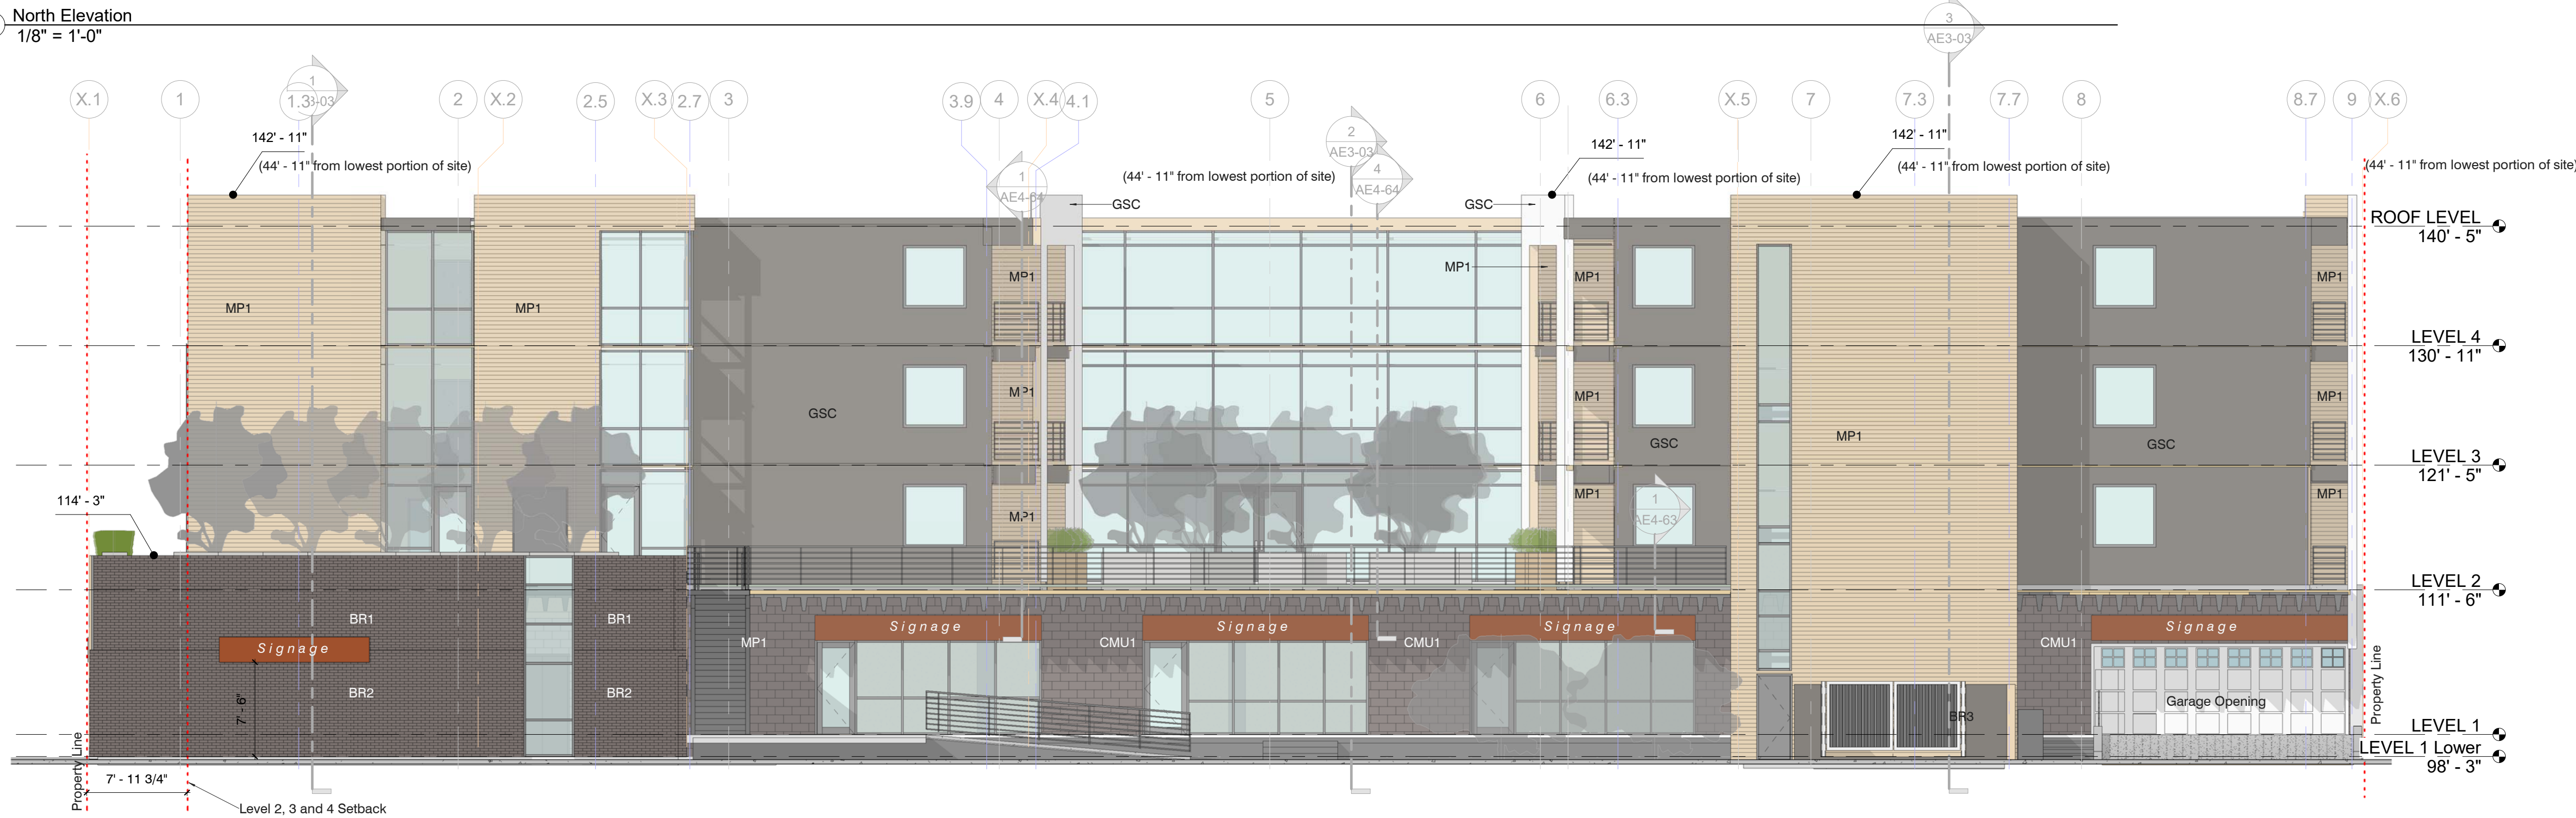 North Elevation
1/8" = 1'-0"
3
AE3-03
X.1
1
1.3
1
3-03
2
X.2
2.5
X.3
2.7
3
3.9
4
X.4
4.1
5
6
6.3
X.5
7
7.3
7.7
8
8.7
9
X.6
142' - 11"
(44' - 11" from lowest portion of site)
2
AE3-03
142' - 11"
142' - 11"
(44' - 11" from lowest portion of site)
(44' - 11" from lowest portion of site)
(44' - 11" from lowest portion of site)
(44' - 11" from lowest portion of site)
1
AE4-64
4
AE4-64
GSC
GSC
ROOF LEVEL
140' - 5"
MP1
MP1
MP1
MP1
MP1
MP1
MP1
LEVEL 4
130' - 11"
MP1
MP1
MP1
GSC
GSC
MP1
GSC
LEVEL 3
121' - 5"
114' - 3"
MP1
MP1
MP1
1
AE4-63
LEVEL 2
111' - 6"
BR1
BR1
Signage
Signage
Signage
Signage
Signage
MP1
CMU1
CMU1
CMU1
BR2
BR2
7' - 6"
Garage Opening
BR3
Property Line
LEVEL 1
LEVEL 1 Lower
98' - 3"
Property Line
7' - 11 3/4"
Level 2, 3 and 4 Setback